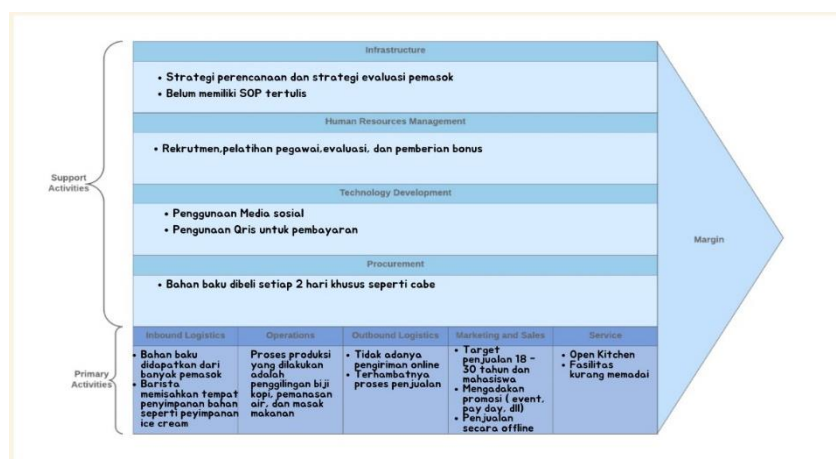 Infrastructure
• Strategi perencanaan dan strategi evaluasi pemasok
• Belum memiliki SOP tertulis
Human Resources Management
• Rekrutmen,pelatihan pegawai,evaluasi, dan pemberian bonus
Support
Activities
Technology Development
• Penggunaan Media sosial
• Pengunaan Qris untuk pembayaran
Margin
Procurement
• Bahan baku dibeli setiap 2 hari khusus seperti cabe
Primary
Activities
Inbound Logistics
• Bahan baku
didapatkan dari
banyak pemasok
• Barista
memisahkan tempat
penyimpanan bahan
seperti peyimpanan
ice cream
Operations
Proses produksi
yang dilakukan
adalah
penggilingan biji
kopi, pemanasan
air, dan masak
makanan
Outbound Logistics
• Tidak adanya
pengiriman online
• Terhambatnya
proses penjualan
Marketing and Sales
• Target
penjualan 18 -
30 tahun dan
mahasiswa
• Mengadakan
promosi ( event,
pay day, dll)
• Penjualan
secara offline
Service
• Open Kitchen
• Fasilitas
kurang memadai